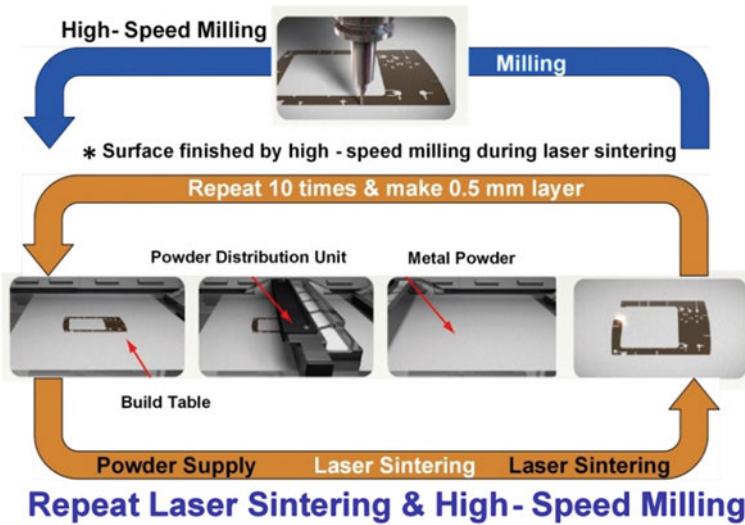 High- Speed Milling
Milling
* Surface finished by high - speed milling during laser sintering
Repeat 10 times & make 0.5 mm layer
Powder Distribution Unit
Metal Powder
Build Table
Powder Supply Laser Sintering Laser Sintering
Repeat Laser Sintering & High- Speed Milling